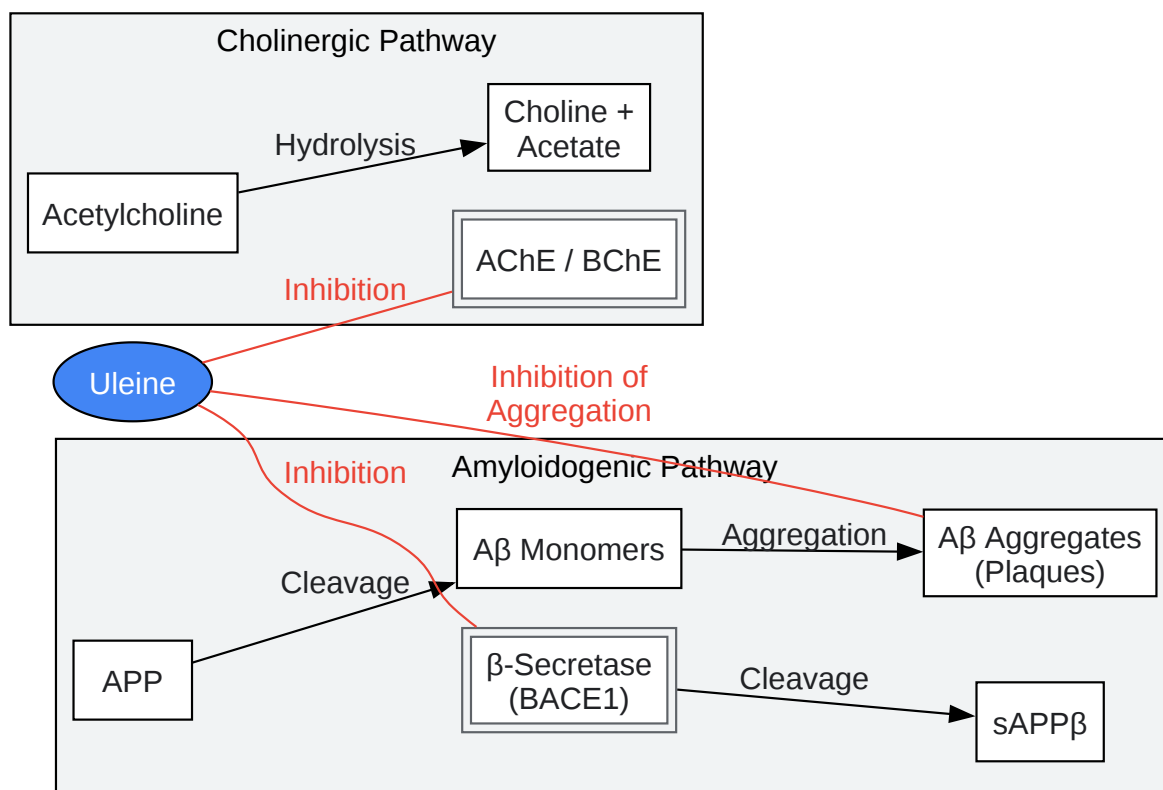 Cholinergic Pathway
Choline +
Acetate
Hydrolysis
Acetylcholine
AChE / BChE
Inhibition
Uleine
Inhibition of
Aggregation
Amyloidogenic Pathway
Inhibition
Aβ Monomers
Aggregation
Aβ Aggregates
(Plaques)
Cleavage
APP
β-Secretase
(BACE1)
Cleavage
sAPPβ